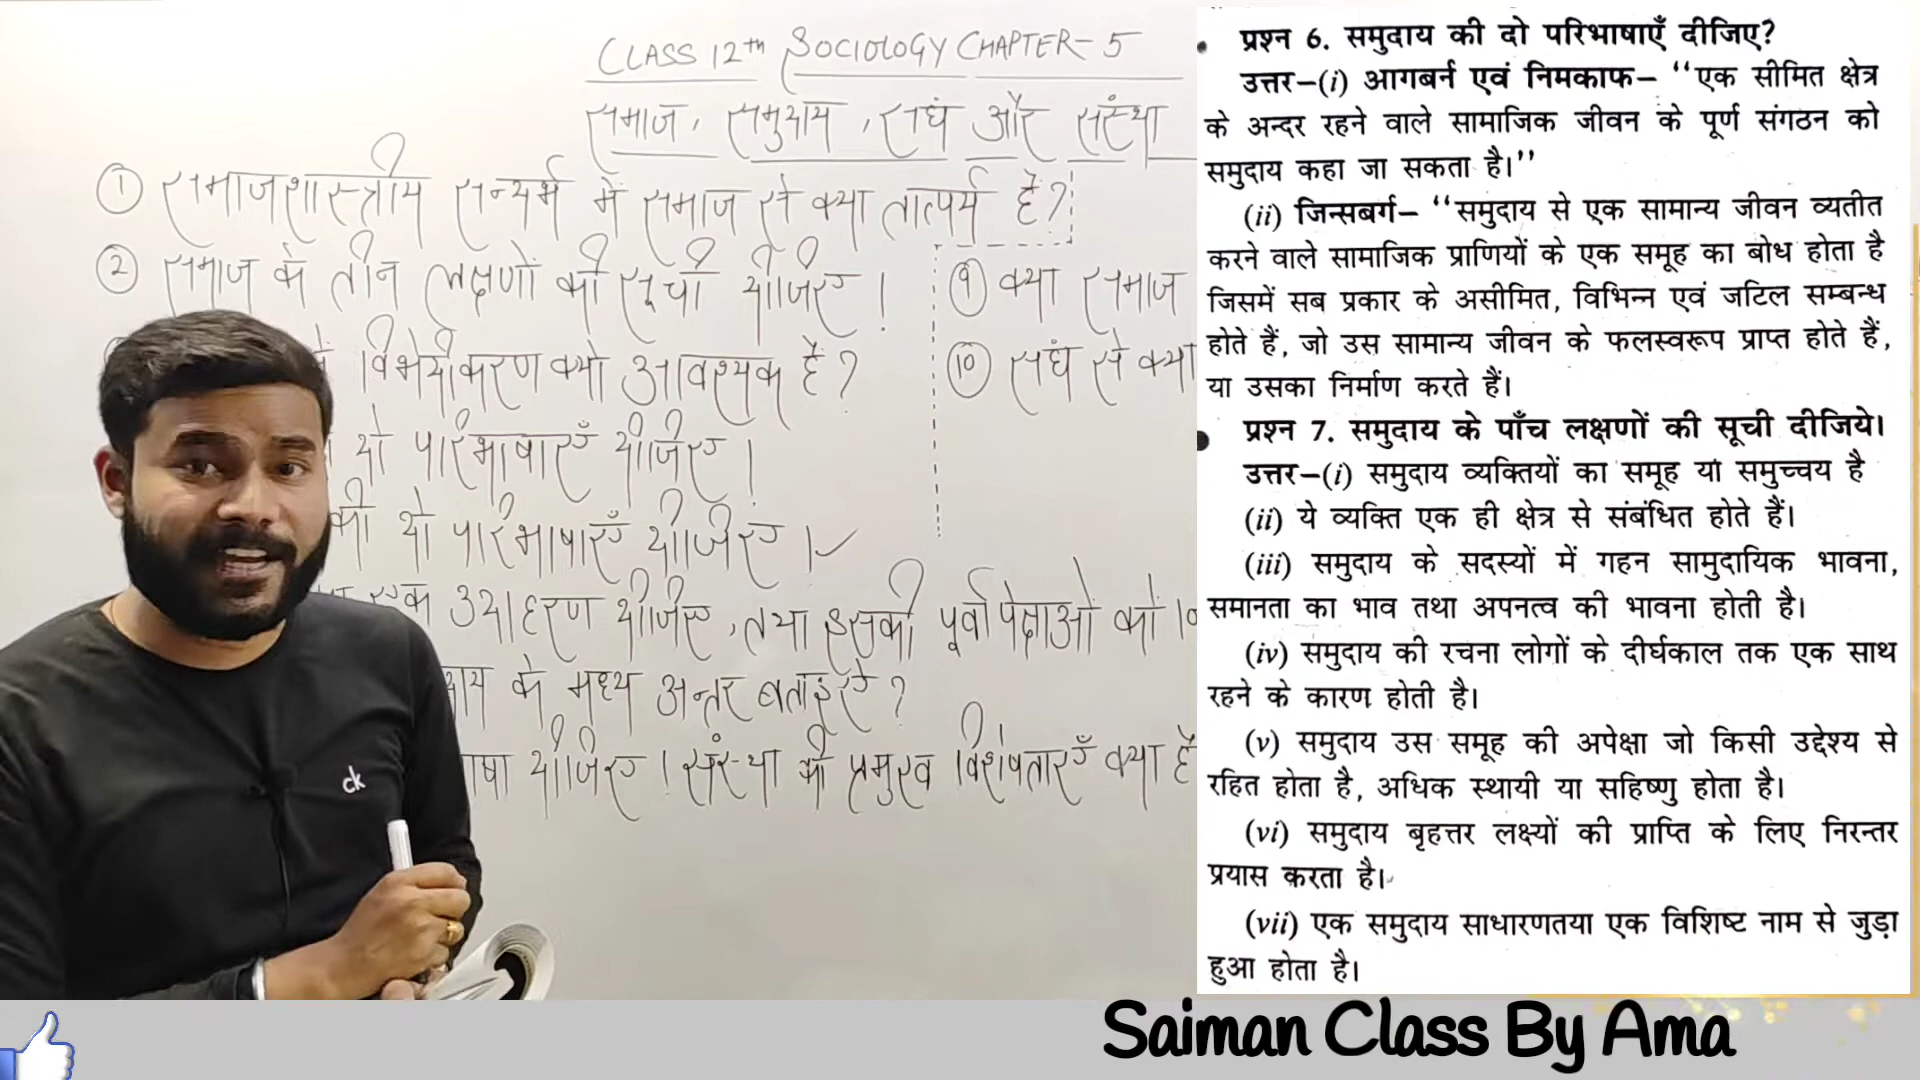 CLASS 12th SOCIOLOGY CHAPTER-5
समाज, समुदाय, संघ और संस्था
① समाजशास्त्रीय सन्दर्भ में समाज से क्या तात्पर्य है?
② समाज के तीन लक्षणों की सूची दीजिए।
विभेदीकरण क्यों आवश्यक है?
दो परिभाषाएँ दीजिए।
की दो परिभाषाएँ दीजिए।
एक उदाहरण दीजिए, तथा इसकी पूर्वापेक्षाओं को
के मध्य अन्तर बताइए?
दीजिए। संस्था की प्रमुख विशेषताएँ क्या है
⑨ क्या समाज
⑩ संघ से क्या
प्रश्न 6. समुदाय की दो परिभाषाएँ दीजिए?
उत्तर–(i) आगबर्न एवं निमकाफ– “एक सीमित क्षेत्र
के अन्दर रहने वाले सामाजिक जीवन के पूर्ण संगठन को
समुदाय कहा जा सकता है।”
(ii) जिन्सबर्ग– “समुदाय से एक सामान्य जीवन व्यतीत
करने वाले सामाजिक प्राणियों के एक समूह का बोध होता है
जिसमें सब प्रकार के असीमित, विभिन्न एवं जटिल सम्बन्ध
होते हैं, जो उस सामान्य जीवन के फलस्वरूप प्राप्त होते हैं,
या उसका निर्माण करते हैं।
प्रश्न 7. समुदाय के पाँच लक्षणों की सूची दीजिये।
उत्तर–(i) समुदाय व्यक्तियों का समूह या समुच्चय है
(ii) ये व्यक्ति एक ही क्षेत्र से संबंधित होते हैं।
(iii) समुदाय के सदस्यों में गहन सामुदायिक भावना,
समानता का भाव तथा अपनत्व की भावना होती है।
(iv) समुदाय की रचना लोगों के दीर्घकाल तक एक साथ
रहने के कारण होती है।
(v) समुदाय उस समूह की अपेक्षा जो किसी उद्देश्य से
रहित होता है, अधिक स्थायी या सहिष्णु होता है।
(vi) समुदाय बृहत्तर लक्ष्यों की प्राप्ति के लिए निरन्तर
प्रयास करता है।
(vii) एक समुदाय साधारणतया एक विशिष्ट नाम से जुड़ा
हुआ होता है।
ck
Saiman Class By Ama